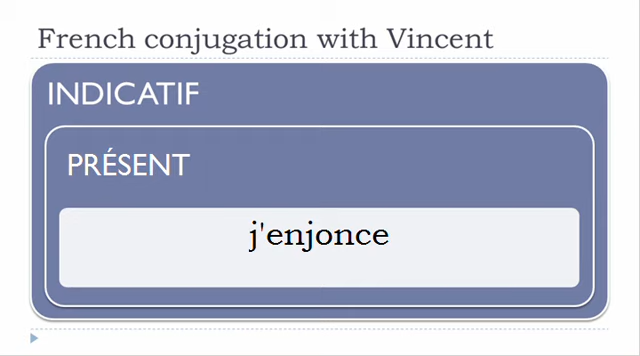 French conjugation with Vincent
INDICATIF
PRÉSENT
j'enjonce